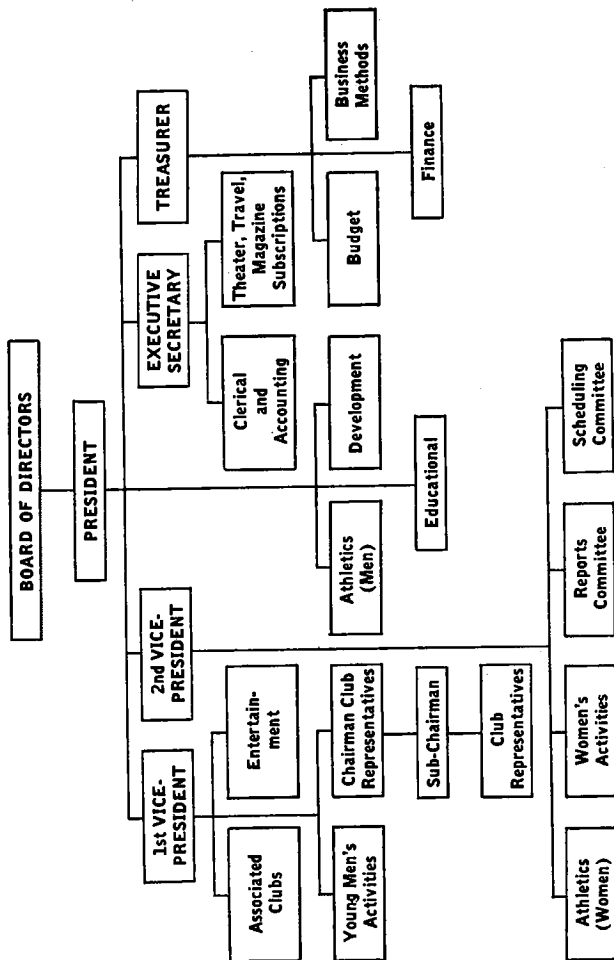 BOARD OF DIRECTORS
PRESIDENT
1st VICE-
PRESIDENT
2nd VICE-
PRESIDENT
EXECUTIVE
SECRETARY
TREASURER
Associated
Clubs
Entertain-
ment
Clerical
and
Accounting
Theater, Travel,
Magazine
Subscriptions
Young Men's
Activities
Chairman Club
Representatives
Athletics
(Men)
Development
Budget
Business
Methods
Sub-Chairman
Educational
Finance
Club
Representatives
Athletics
(Women)
Women's
Activities
Reports
Committee
Scheduling
Committee